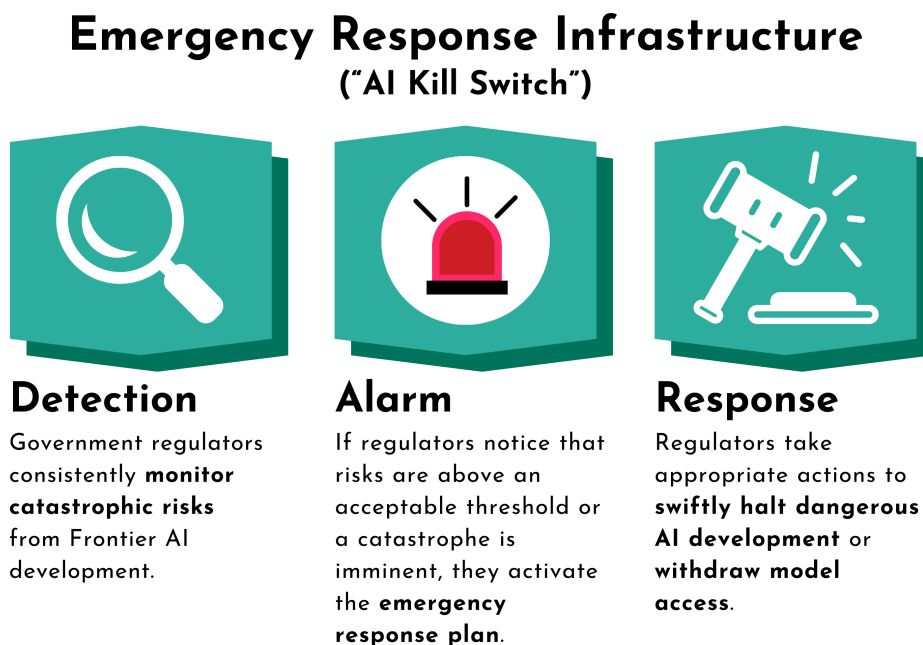 Emergency Response Infrastructure
(“AI Kill Switch”)
Detection
Government regulators
consistently monitor
catastrophic risks
from Frontier AI
development.
Alarm
If regulators notice that
risks are above an
acceptable threshold or
a catastrophe is
imminent, they activate
the emergency
response plan.
Response
Regulators take
appropriate actions to
swiftly halt dangerous
AI development or
withdraw model
access.